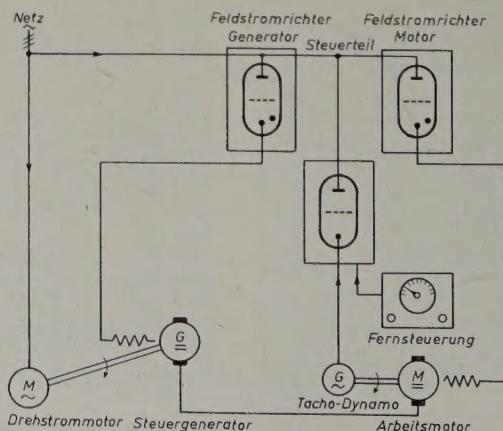 Netz
~
Feldstromrichter
Generator
Steuerteil
Feldstromrichter
Motor
Fernsteuerung
G
=
M
~
G
~
M
=
Tacho-Dynamo
Drehstrommotor
Steuergenerator
Arbeitsmotor